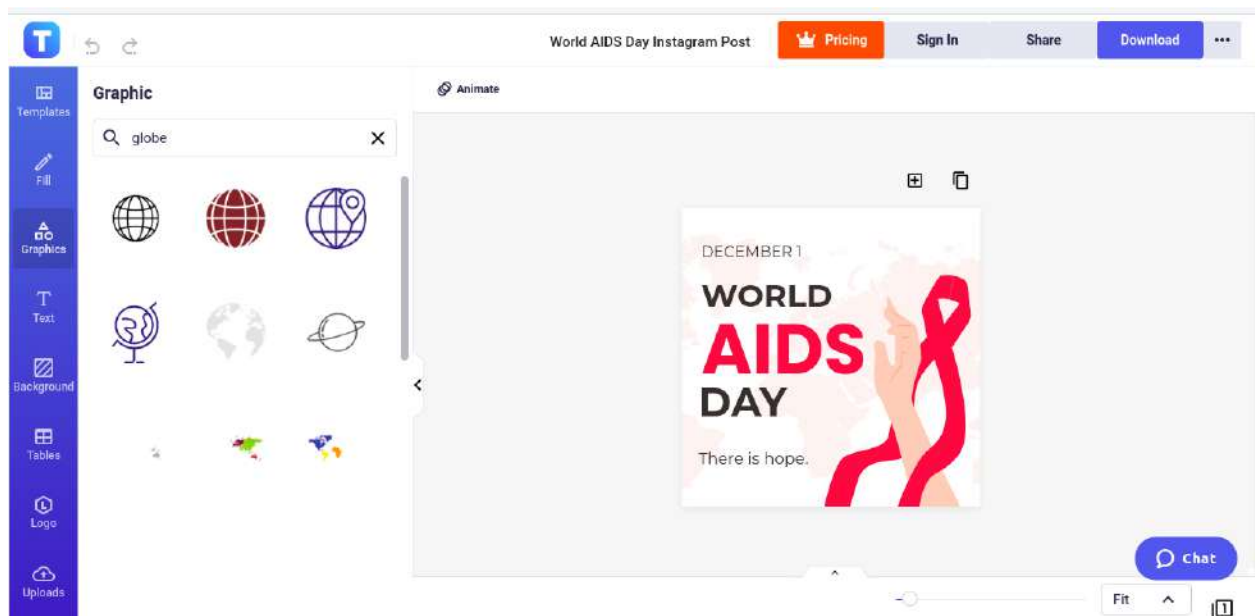 T
World AIDS Day Instagram Post
Pricing
Sign In
Share
Download
Templates
Fill
Graphics
Text
Background
Tables
Logo
Uploads
Graphic
globe
Animate
DECEMBER 1
WORLD
AIDS
DAY
There is hope.
Chat
Fit
1